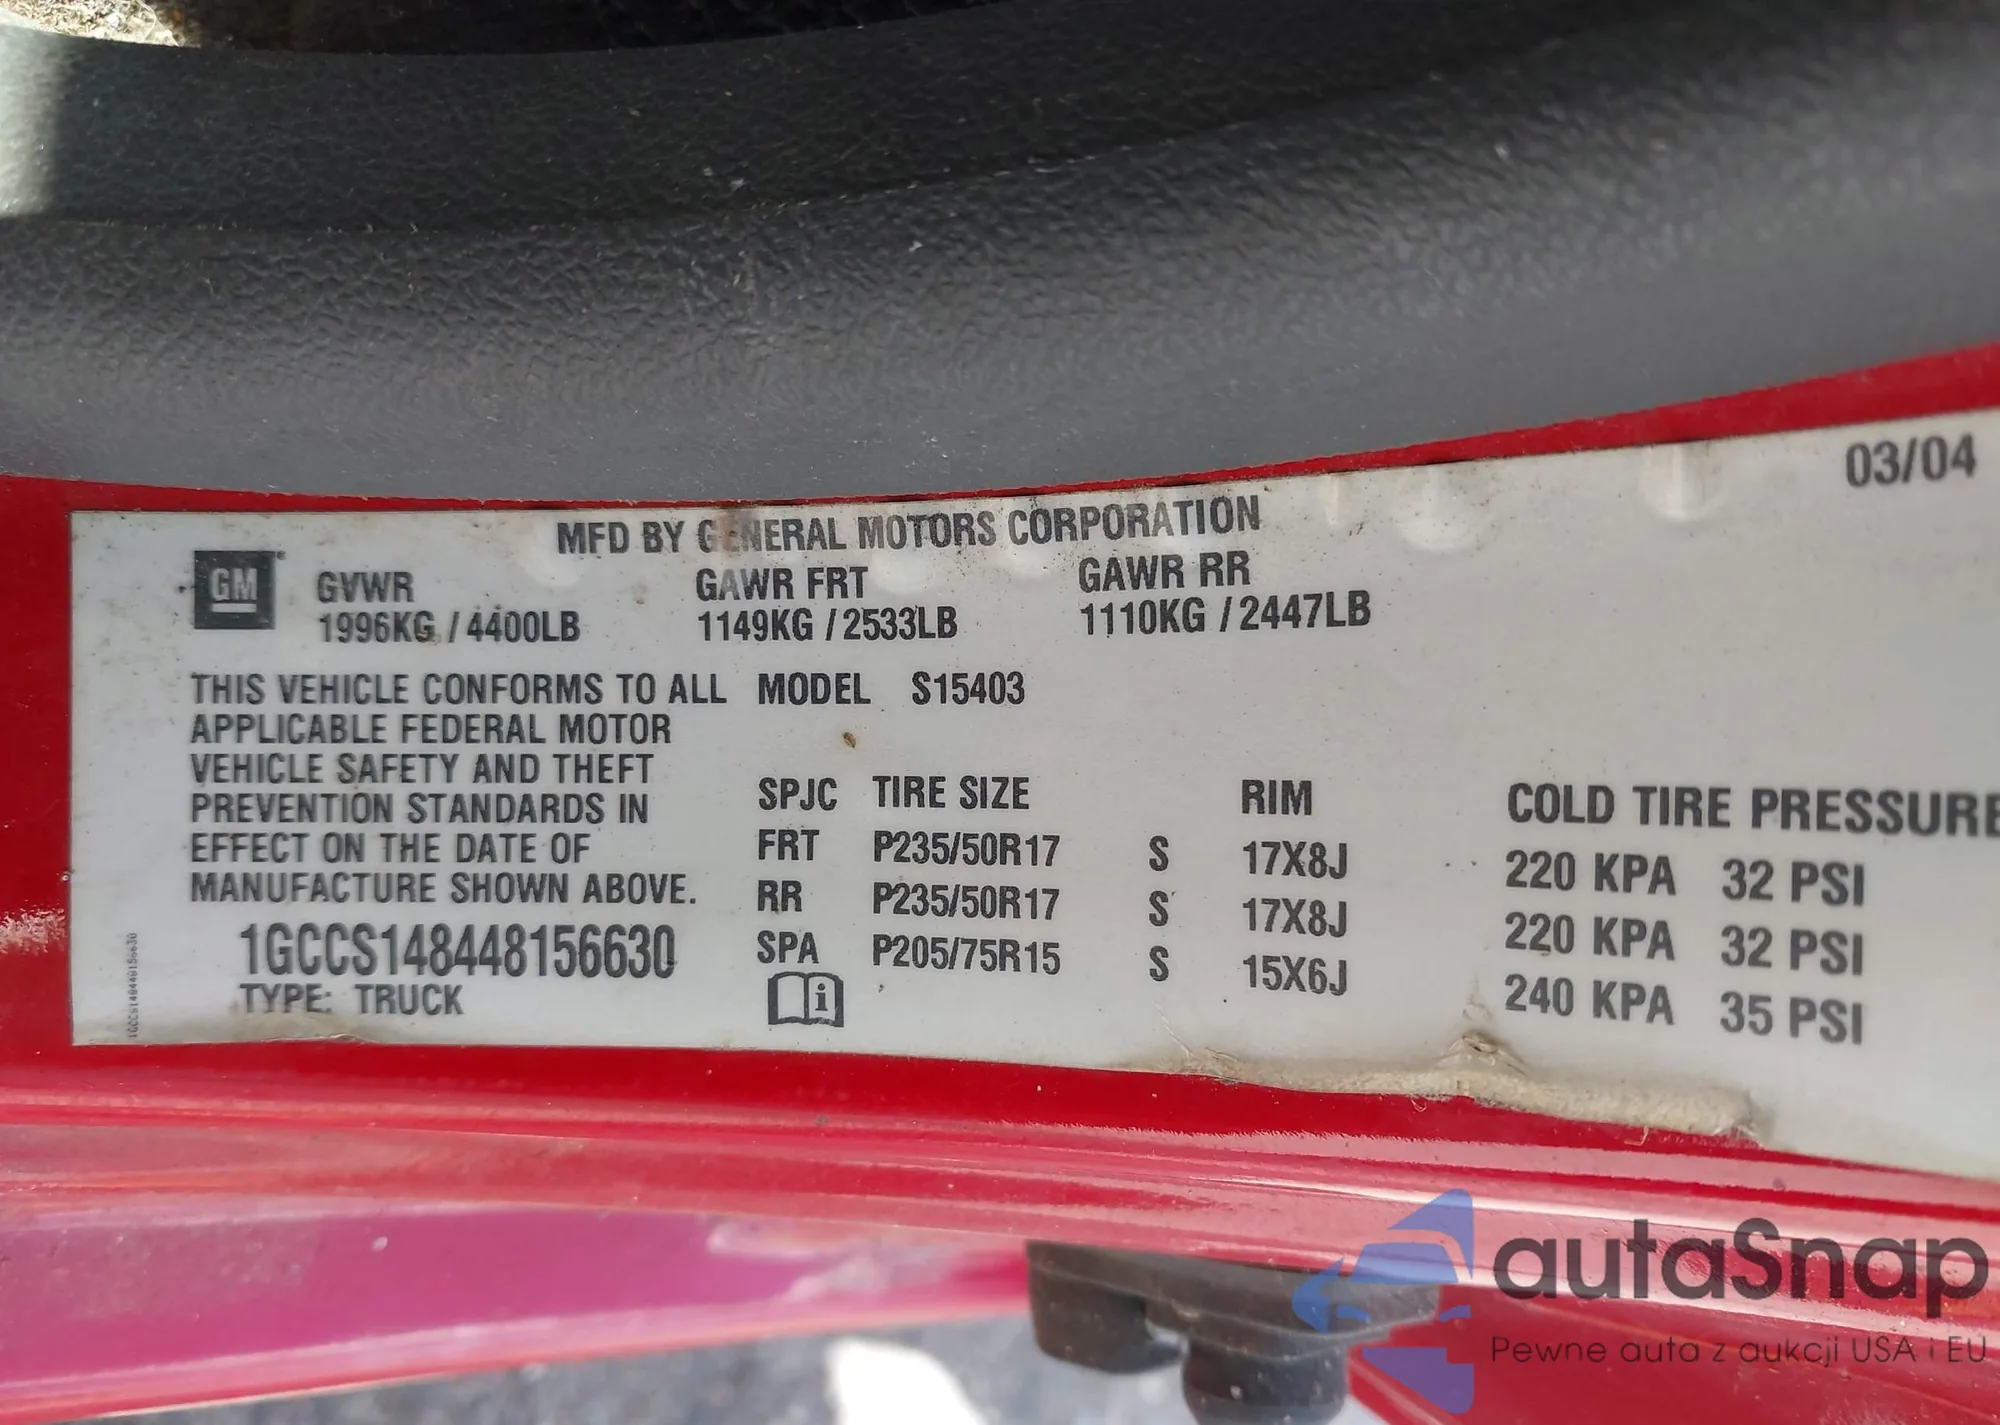 03/04
MFD BY GENERAL MOTORS CORPORATION
GM GVWR GAWR FRT GAWR RR
1996KG / 4400LB 1149KG / 2533LB 1110KG / 2447LB
THIS VEHICLE CONFORMS TO ALL MODEL S15403
APPLICABLE FEDERAL MOTOR
VEHICLE SAFETY AND THEFT
PREVENTION STANDARDS IN
EFFECT ON THE DATE OF
MANUFACTURE SHOWN ABOVE.
SPJC TIRE SIZE RIM COLD TIRE PRESSURE
FRT P235/50R17 S 17X8J 220 KPA 32 PSI
RR P235/50R17 S 17X8J 220 KPA 32 PSI
SPA P205/75R15 S 15X6J 240 KPA 35 PSI
1GCCS148448156630
TYPE: TRUCK
i
1GCCS148448156630
autaSnap
Pewne auta z aukcji USA i EU